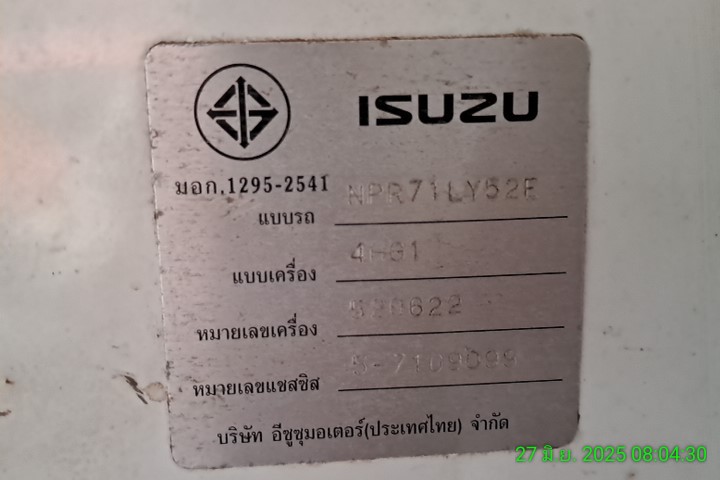 ISUZU
มอก.1295-2541
แบบรถ NPR71LY52E
แบบเครื่อง 4HG1
หมายเลขเครื่อง
หมายเลขแชสซิส
บริษัท อีซูซุมอเตอร์(ประเทศไทย) จำกัด
27 มิ.ย. 2025 08:04:30